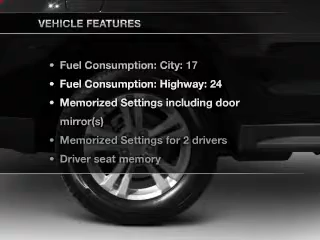 VEHICLE FEATURES
• Fuel Consumption: City: 17
• Fuel Consumption: Highway: 24
• Memorized Settings including door
mirror(s)
• Memorized Settings for 2 drivers
• Driver seat memory